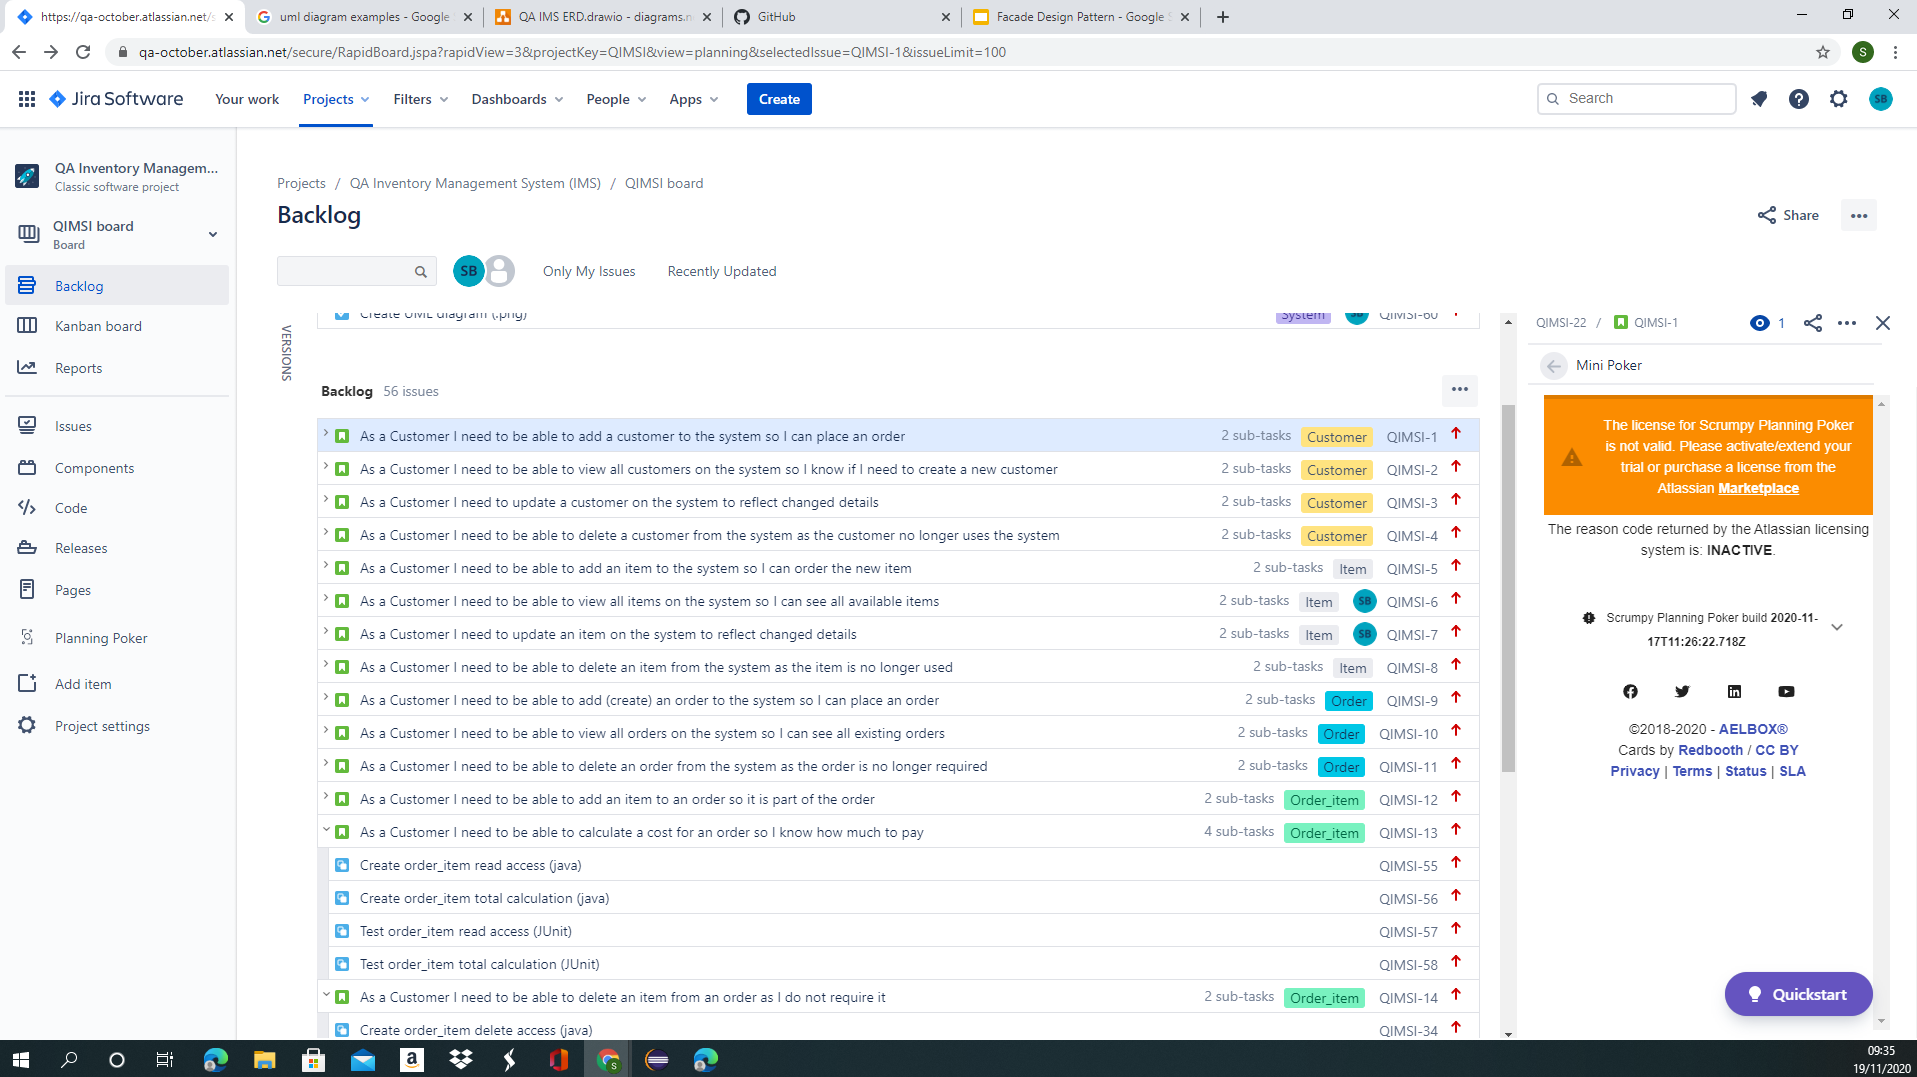 https://qa-october.atlassian.net/s
uml diagram examples - Google S
QA IMS ERD.drawio - diagrams.n
GitHub
Facade Design Pattern - Google S
qa-october.atlassian.net/secure/RapidBoard.jspa?rapidView=3&projectKey=QIMSI&view=planning&selectedIssue=QIMSI-1&issueLimit=100
S
Jira Software
Your work
Projects
Filters
Dashboards
People
Apps
Create
Search
SB
QA Inventory Managem...
Classic software project
QIMSI board
Board
Backlog
Kanban board
Reports
Issues
Components
Code
Releases
Pages
Planning Poker
Add item
Project settings
Projects / QA Inventory Management System (IMS) / QIMSI board
Backlog
Share
SB
Only My Issues
Recently Updated
VERSIONS
Create UML diagram (.png) System SB QIMSI-60
Backlog 56 issues
As a Customer I need to be able to add a customer to the system so I can place an order 2 sub-tasks Customer QIMSI-1
As a Customer I need to be able to view all customers on the system so I know if I need to create a new customer 2 sub-tasks Customer QIMSI-2
As a Customer I need to update a customer on the system to reflect changed details 2 sub-tasks Customer QIMSI-3
As a Customer I need to be able to delete a customer from the system as the customer no longer uses the system 2 sub-tasks Customer QIMSI-4
As a Customer I need to be able to add an item to the system so I can order the new item 2 sub-tasks Item QIMSI-5
As a Customer I need to be able to view all items on the system so I can see all available items 2 sub-tasks Item SB QIMSI-6
As a Customer I need to update an item on the system to reflect changed details 2 sub-tasks Item SB QIMSI-7
As a Customer I need to be able to delete an item from the system as the item is no longer used 2 sub-tasks Item QIMSI-8
As a Customer I need to be able to add (create) an order to the system so I can place an order 2 sub-tasks Order QIMSI-9
As a Customer I need to be able to view all orders on the system so I can see all existing orders 2 sub-tasks Order QIMSI-10
As a Customer I need to be able to delete an order from the system as the order is no longer required 2 sub-tasks Order QIMSI-11
As a Customer I need to be able to add an item to an order so it is part of the order 2 sub-tasks Order_item QIMSI-12
As a Customer I need to be able to calculate a cost for an order so I know how much to pay 4 sub-tasks Order_item QIMSI-13
Create order_item read access (java) QIMSI-55
Create order_item total calculation (java) QIMSI-56
Test order_item read access (JUnit) QIMSI-57
Test order_item total calculation (JUnit) QIMSI-58
As a Customer I need to be able to delete an item from an order as I do not require it 2 sub-tasks Order_item QIMSI-14
Create order_item delete access (java) QIMSI-34
QIMSI-22 / QIMSI-1
1
Mini Poker
The license for Scrumpy Planning Poker
is not valid. Please activate/extend your
trial or purchase a license from the
Atlassian Marketplace
The reason code returned by the Atlassian licensing
system is: INACTIVE.
Scrumpy Planning Poker build 2020-11-
17T11:26:22.718Z
©2018-2020 - AELBOX®
Cards by Redbooth / CC BY
Privacy | Terms | Status | SLA
Quickstart
09:35
19/11/2020